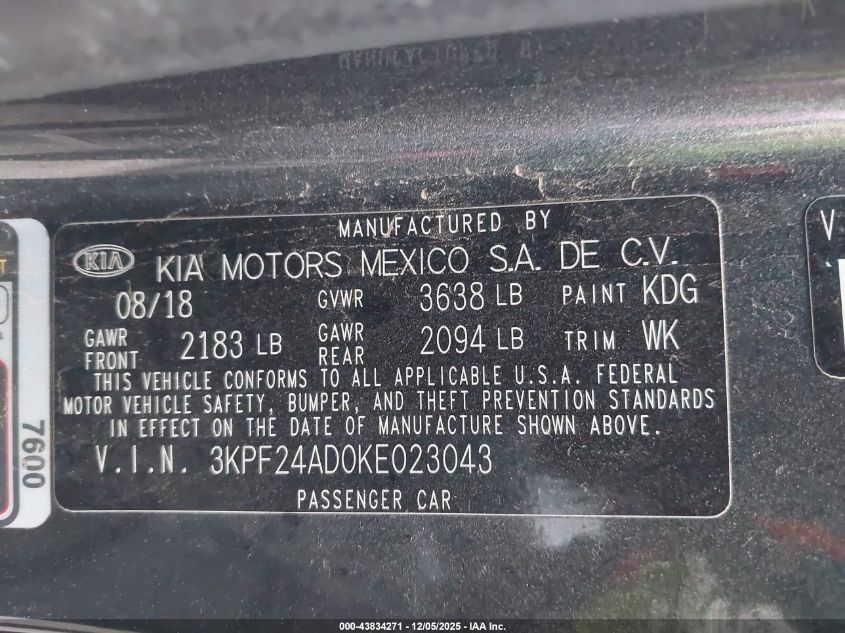 MANUFACTURED BY
KIA
KIA MOTORS MEXICO S.A. DE C.V.
08/18 GVWR 3638 LB PAINT KDG
GAWR FRONT 2183 LB GAWR REAR 2094 LB TRIM WK
THIS VEHICLE CONFORMS TO ALL APPLICABLE U.S.A. FEDERAL
MOTOR VEHICLE SAFETY, BUMPER, AND THEFT PREVENTION STANDARDS
IN EFFECT ON THE DATE OF MANUFACTURE SHOWN ABOVE.
V.I.N. 3KPF24AD0KE023043
PASSENGER CAR
7600
V
000-43834271 - 12/05/2025 - IAA Inc.